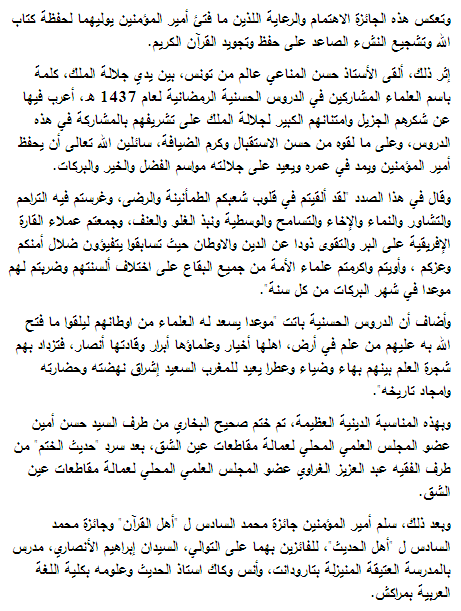 وتعكس هذه الجائزة الاهتمام والرعاية اللذين ما فتئ أمير المؤمنين يوليهما لحفظة كتاب
الله وتشجيع النشء الصاعد على حفظ وتجويد القرآن الكريم.
إثر ذلك، ألقى الأستاذ حسن المناعي عالم من تونس، بين يدي جلالة الملك، كلمة
باسم العلماء المشاركين في الدروس الحسنية الرمضانية لعام 1437 هـ، أعرب فيها
عن شكرهم الجزيل وامتنانهم الكبير لجلالة الملك على تشريفهم بالمشاركة في هذه
الدروس، وعلى ما لقوه من حسن الاستقبال وكرم الضيافة، سائلين الله تعالى أن يحفظ
أمير المؤمنين ويمد في عمره ويعيد على جلالته مواسم الفضل والخير والبركات.
وقال في هذا الصدد "لقد ألقيتم في قلوب شعبكم الطمأنينة والرضى، وغرستم فيه التراحم
والتشاور والنماء والإخاء والتسامح والوسطية ونبذ الغلو والعنف، وجمعتم عملاء القارة
الإفريقية على البر والتقوى ذودا عن الدين والاوطان حيث تسابقوا يتفيؤون ضلال أمنكم
وعزكم ، وأويتم واكرمتم علماء الأمة من جميع البقاع على اختلاف ألسنتهم وضربتم لهم
موعدا في شهر البركات من كل سنة".
وأضاف أن الدروس الحسنية باتت "موعدا يسعد له العلماء من اوطانهم ليلقوا ما فتح
الله به عليهم من علم في أرض، اهلها أخيار وعلماؤها أبرار وقادتها أنصار، فتزداد بهم
شجرة العلم بينهم بهاء وضياء وعطرا يعيد للمغرب السعيد إشراق نهضته وحضارته
وامجاد تاريخه".
وبهذه المناسبة الدينية العظيمة، تم ختم صحيح البخاري من طرف السيد حسن أمين
عضو المجلس العلمي المحلي لعمالة مقاطعات عين الشق، بعد سرد "حديث الختم" من
طرف الفقيه عبد العزيز الغراوي عضو المجلس العلمي المحلي لعمالة مقاطعات عين
الشق.
وبعد ذلك، سلم أمير المؤمنين جائزة محمد السادس ل "أهل القرآن" وجائزة محمد
السادس ل "أهل الحديث"، للفائزين بهما على التوالي، السيدان إبراهيم الأنصاري، مدرس
بالمدرسة العتيقة المنيزلة بتارودانت، وأنس وكاك استاذ الحديث وعلومه بكلية اللغة
العربية بمراكش.